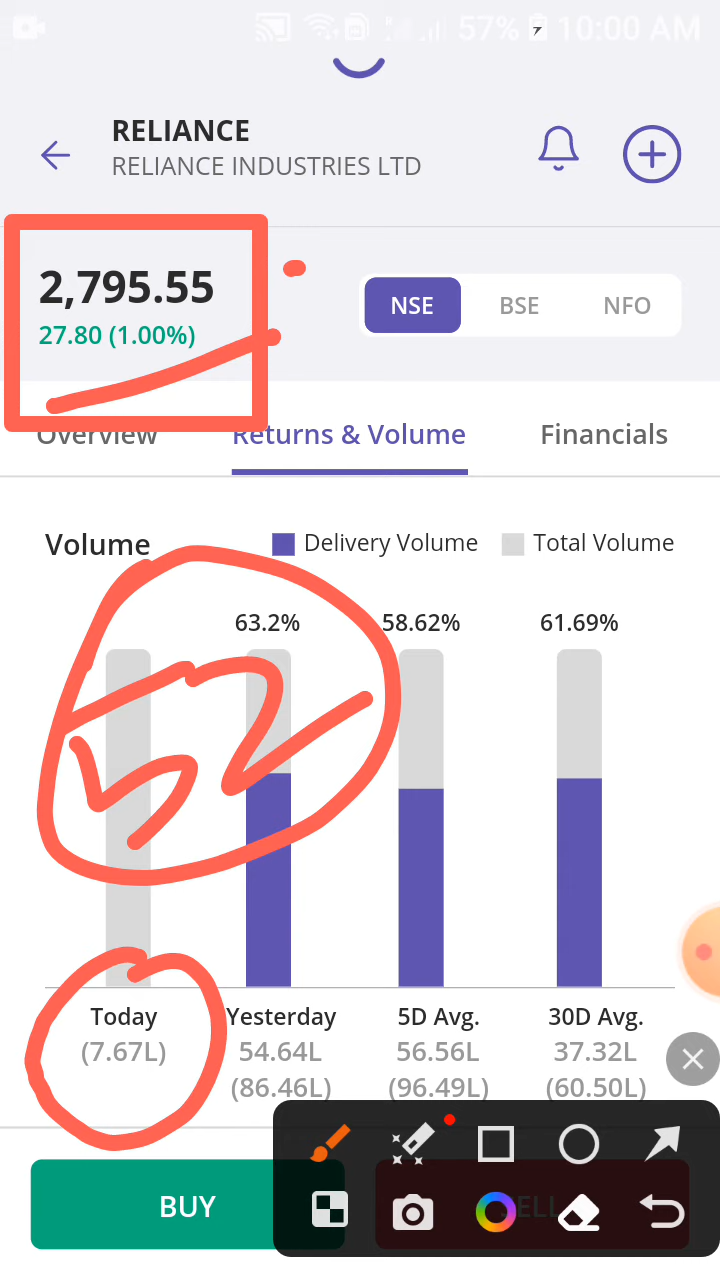 57% 10:00 AM
RELIANCE
RELIANCE INDUSTRIES LTD
2,795.55
27.80 (1.00%)
NSE BSE NFO
Overview Returns & Volume Financials
Volume Delivery Volume Total Volume
63.2% 58.62% 61.69%
52
Today Yesterday 5D Avg. 30D Avg.
(7.67L) 54.64L 56.56L 37.32L
(86.46L) (96.49L) (60.50L)
BUY SELL